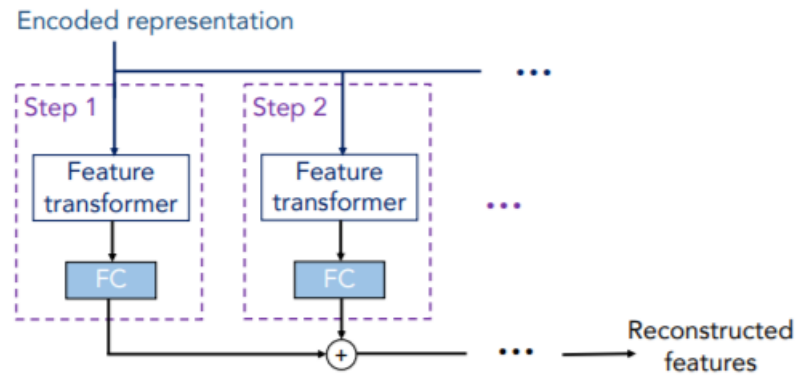 Encoded representation
...
Step 1
Step 2
Feature
transformer
Feature
transformer
...
FC
FC
+
...
Reconstructed
features